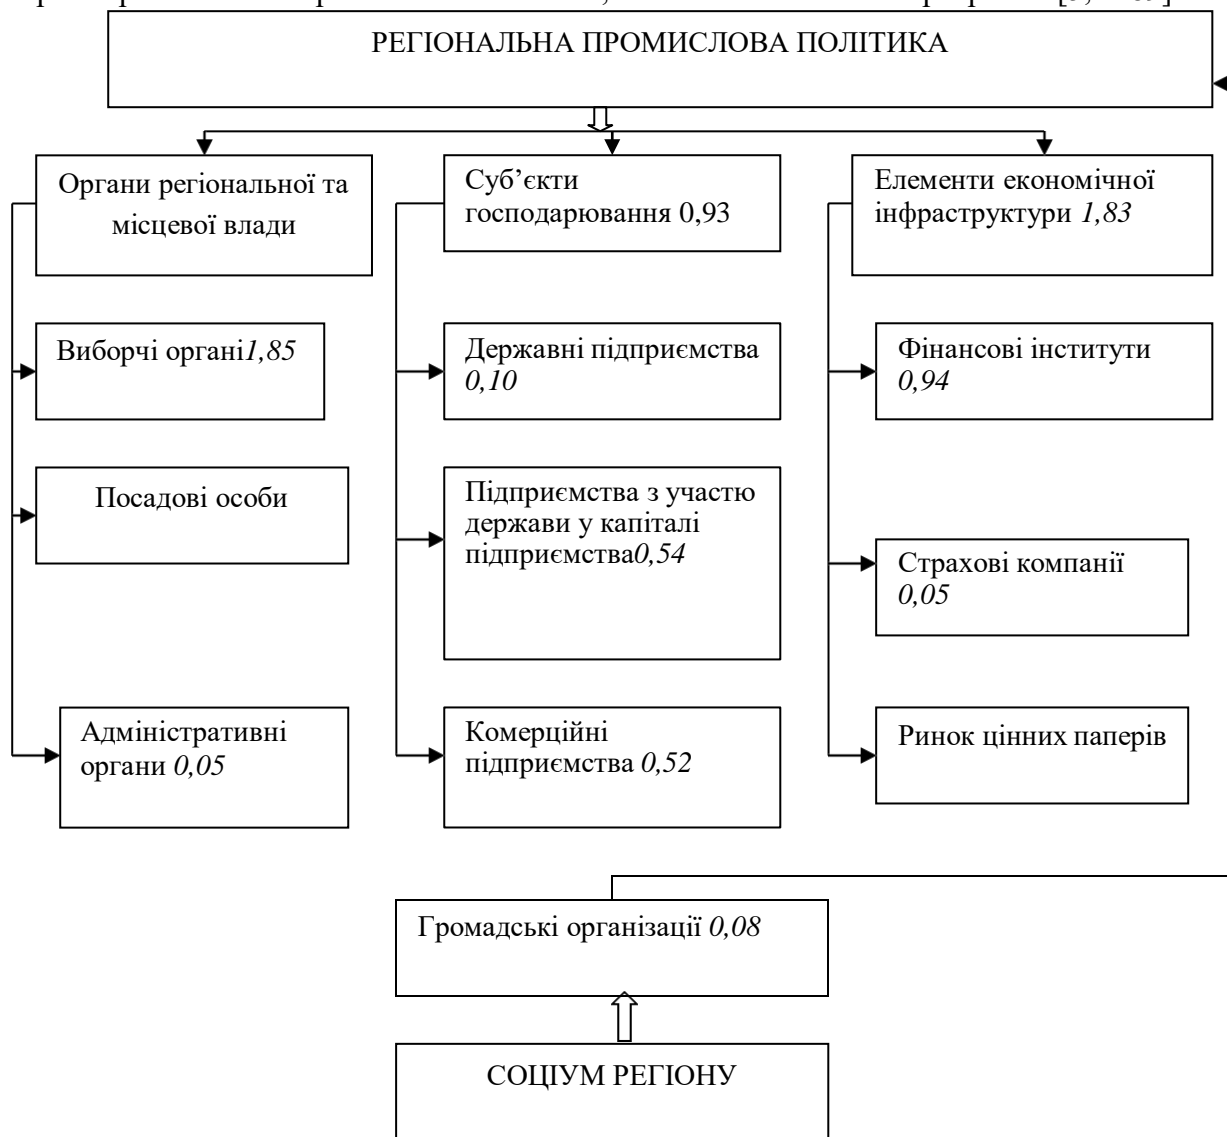 РЕГІОНАЛЬНА ПРОМИСЛОВА ПОЛІТИКА
Органи регіональної та
місцевої влади
Суб’єкти
господарювання 0,93
Елементи економічної
інфраструктури 1,83
Виборчі органі1,85
Державні підприємства
0,10
Фінансові інститути
0,94
Посадові особи
Підприємства з участю
держави у капіталі
підприємства0,54
Страхові компанії
0,05
Адміністративні
органи 0,05
Комерційні
підприємства 0,52
Ринок цінних паперів
Громадські організації 0,08
СОЦІУМ РЕГІОНУ